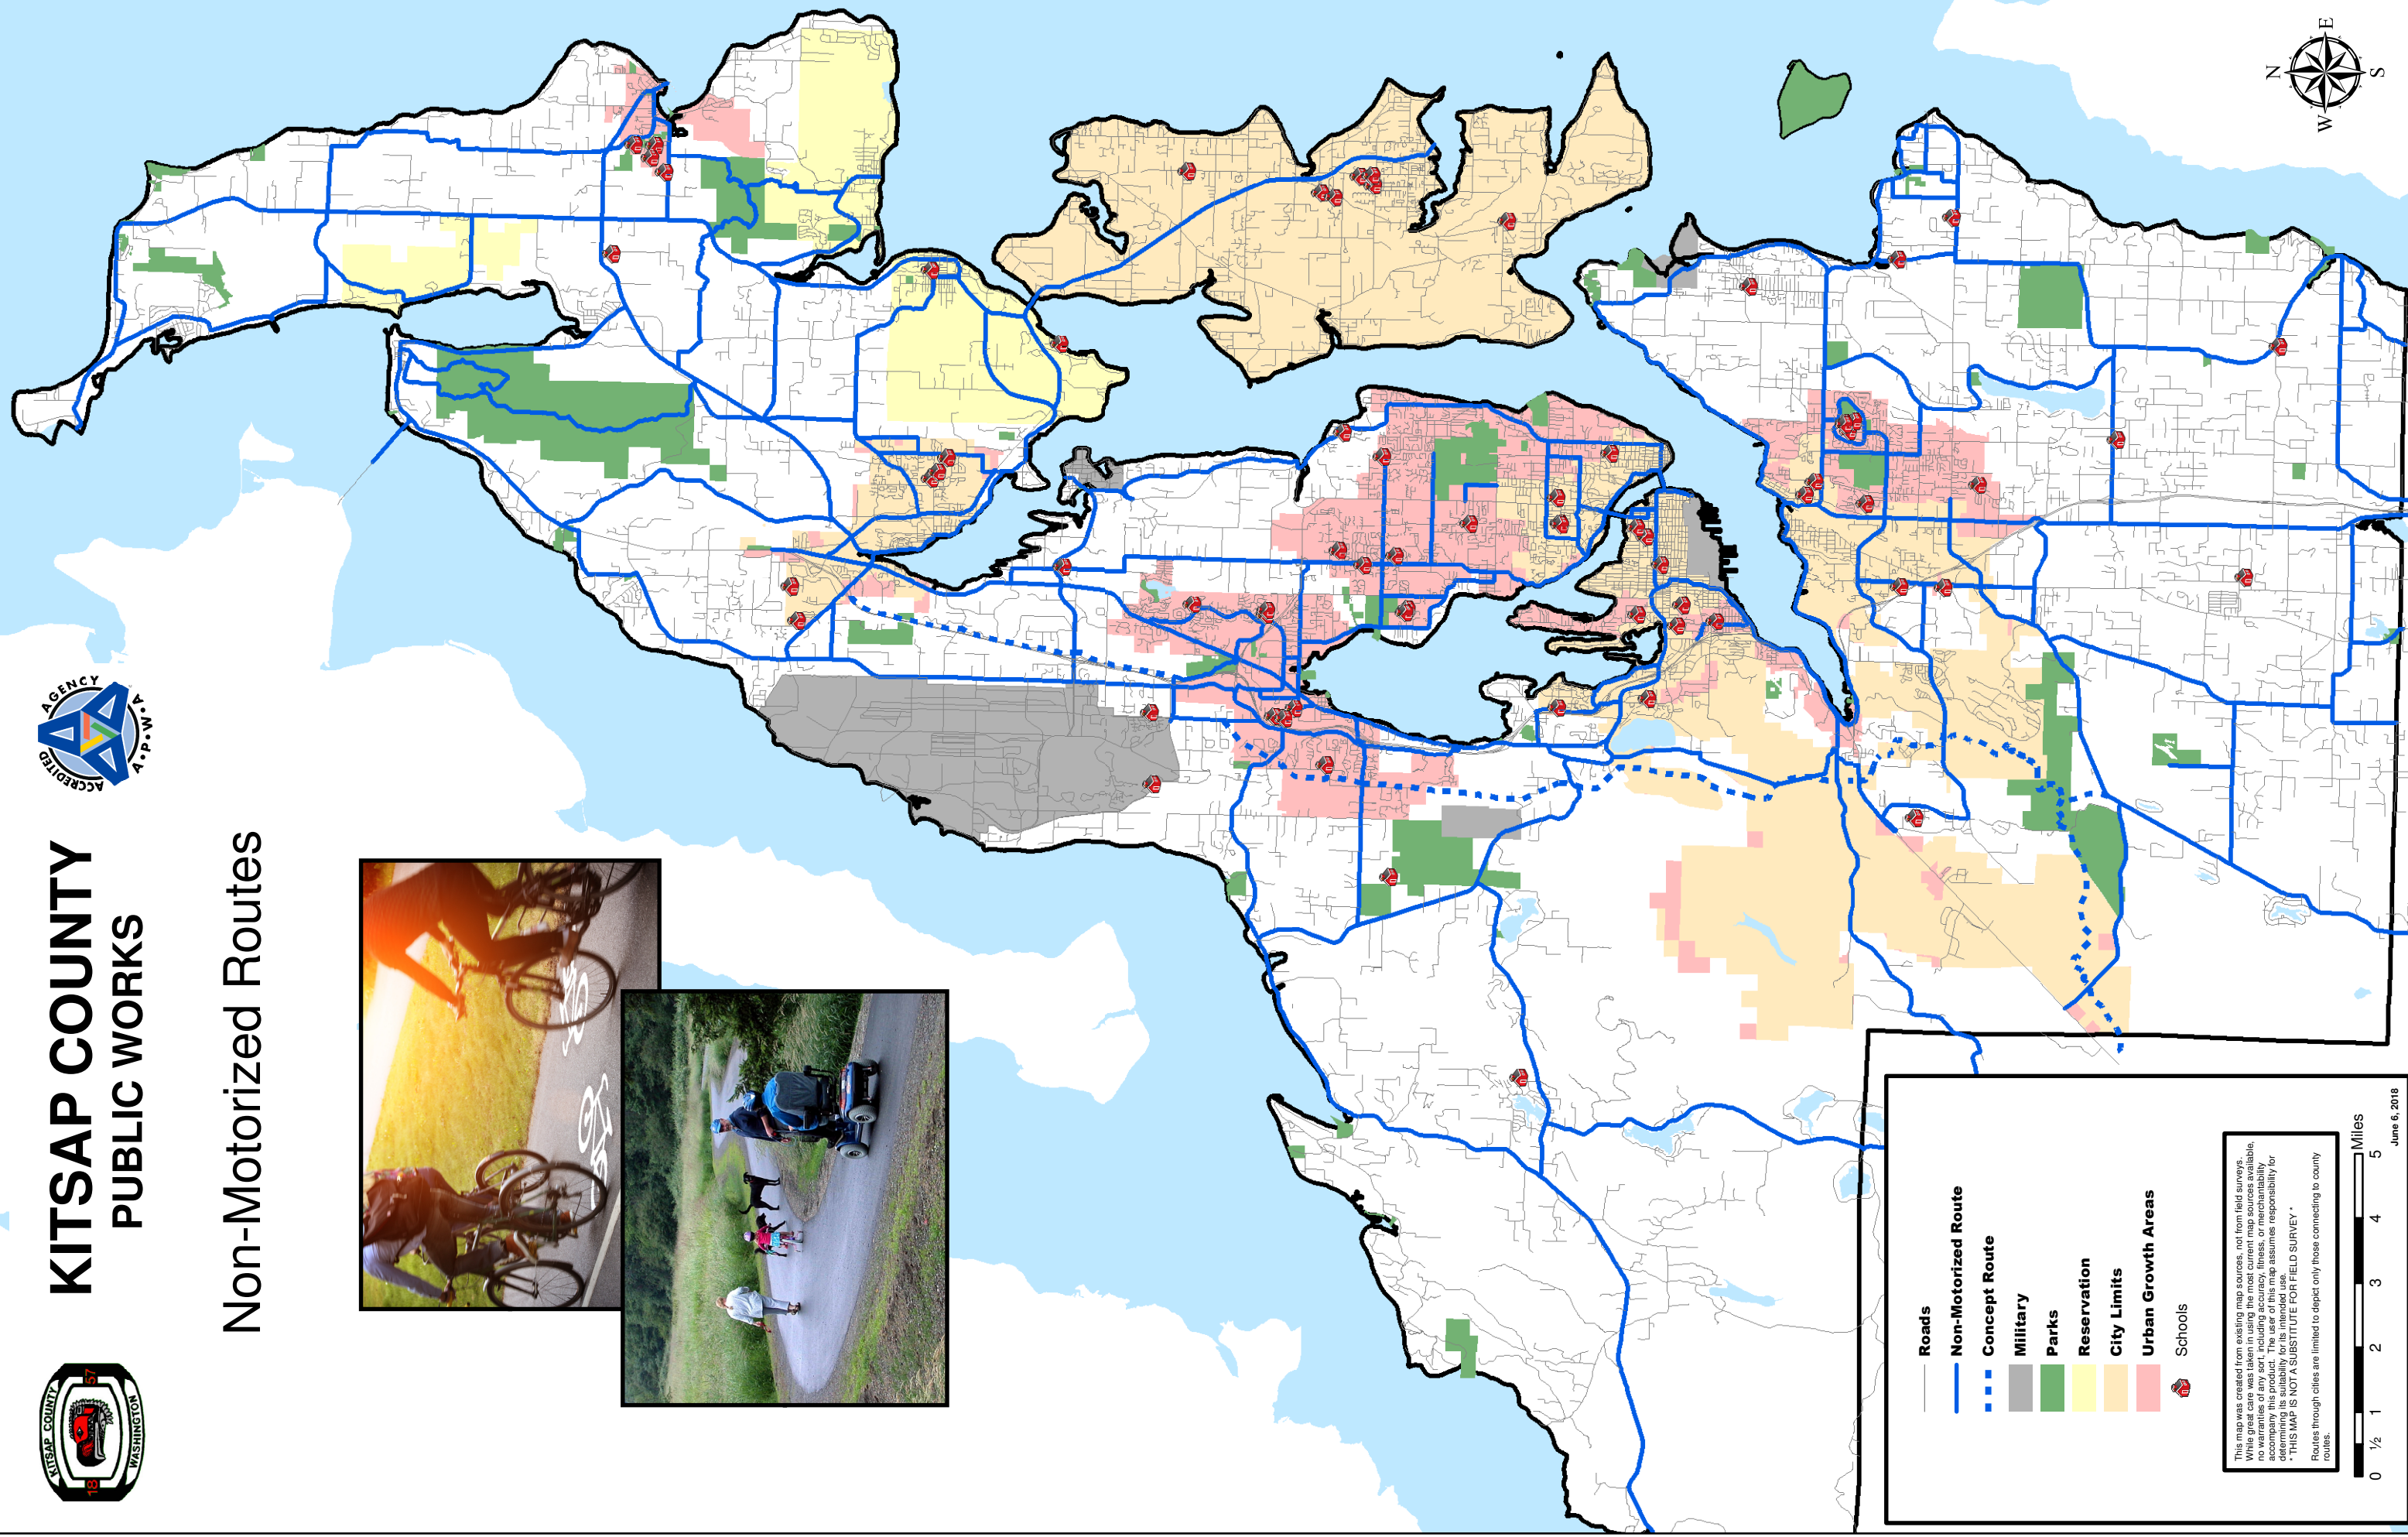 KITSAP COUNTY
WASHINGTON
18
57
KITSAP COUNTY
PUBLIC WORKS
ACCREDITED
AGENCY
A•P•W•A
Non-Motorized Routes
N
W
E
S
Roads
Non-Motorized Route
Concept Route
Military
Parks
Reservation
City Limits
Urban Growth Areas
Schools
This map was created from existing map sources, not from field surveys.
While great care was taken in using the most current map sources available,
no warranties of any sort, including accuracy, fitness, or merchantability
accompany this product. The user of this map assumes responsibility for
determining its suitability for its intended use.
* THIS MAP IS NOT A SUBSTITUTE FOR FIELD SURVEY *
Routes through cities are limited to depict only those connecting to county
routes.
Miles
0 ½ 1 2 3 4 5
June 6, 2018